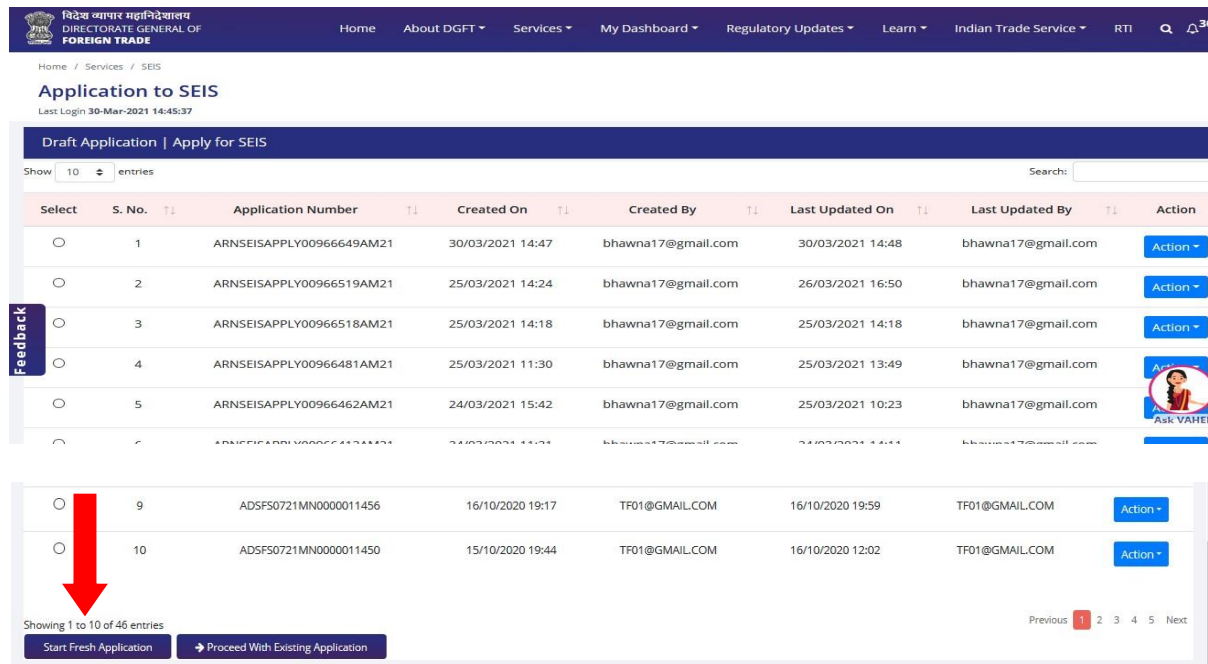 विदेश व्यापार महानिदेशालय
DIRECTORATE GENERAL OF
FOREIGN TRADE
Home About DGFT Services My Dashboard Regulatory Updates Learn Indian Trade Service RTI
Home / Services / SEIS
Application to SEIS
Last Login 30-Mar-2021 14:45:37
Draft Application | Apply for SEIS
Show 10 entries Search:
Select S. No. Application Number Created On Created By Last Updated On Last Updated By Action
1 ARNSEISAPPLY00966649AM21 30/03/2021 14:47 bhawna17@gmail.com 30/03/2021 14:48 bhawna17@gmail.com Action
2 ARNSEISAPPLY00966519AM21 25/03/2021 14:24 bhawna17@gmail.com 26/03/2021 16:50 bhawna17@gmail.com Action
3 ARNSEISAPPLY00966518AM21 25/03/2021 14:18 bhawna17@gmail.com 25/03/2021 14:18 bhawna17@gmail.com Action
Feedback
4 ARNSEISAPPLY00966481AM21 25/03/2021 11:30 bhawna17@gmail.com 25/03/2021 13:49 bhawna17@gmail.com
5 ARNSEISAPPLY00966462AM21 24/03/2021 15:42 bhawna17@gmail.com 25/03/2021 10:23 bhawna17@gmail.com
Ask
9 ADSFS0721MN0000011456 16/10/2020 19:17 TF01@GMAIL.COM 16/10/2020 19:59 TF01@GMAIL.COM Action
10 ADSFS0721MN0000011450 15/10/2020 19:44 TF01@GMAIL.COM 16/10/2020 12:02 TF01@GMAIL.COM Action
Showing 1 to 10 of 46 entries Previous 1 2 3 4 5 Next
Start Fresh Application Proceed With Existing Application